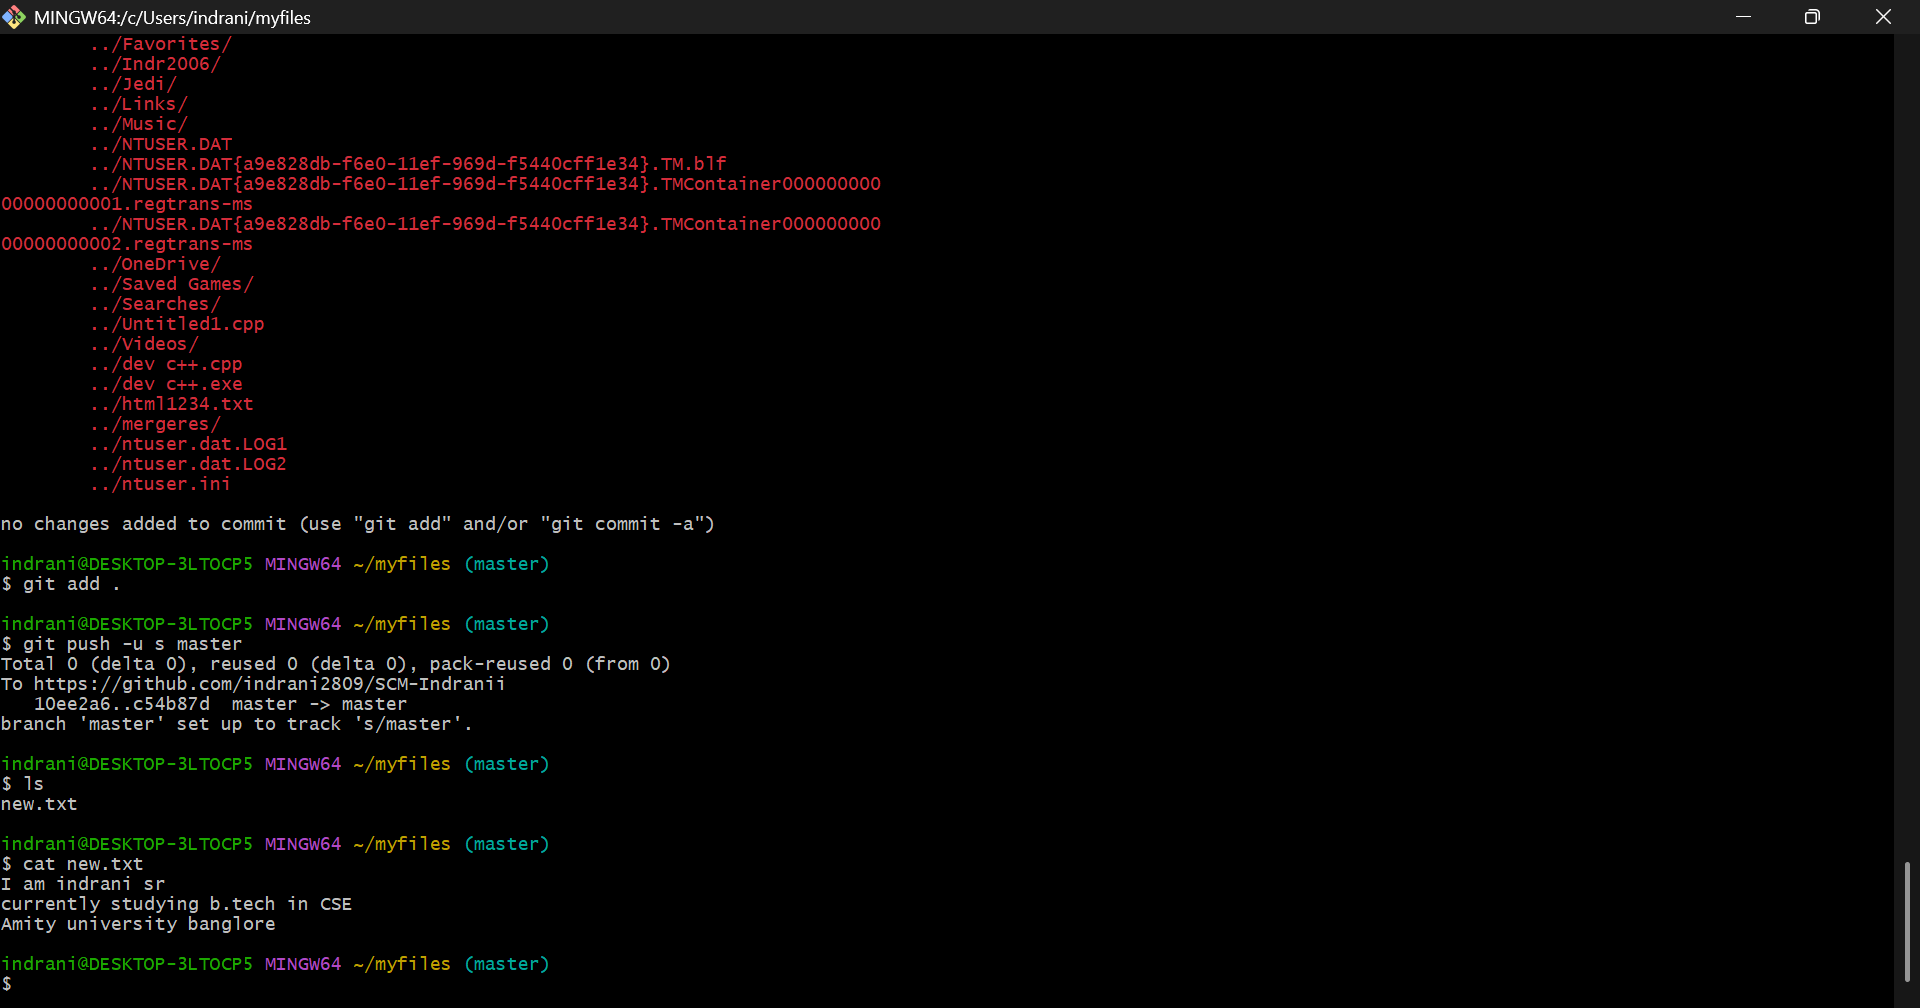 MINGW64:/c/Users/indrani/myfiles
../Favorites/
../Indr2006/
../Jedi/
../Links/
../Music/
../NTUSER.DAT
../NTUSER.DAT{a9e828db-f6e0-11ef-969d-f5440cff1e34}.TM.blf
../NTUSER.DAT{a9e828db-f6e0-11ef-969d-f5440cff1e34}.TMContainer000000000
00000000001.regtrans-ms
../NTUSER.DAT{a9e828db-f6e0-11ef-969d-f5440cff1e34}.TMContainer000000000
00000000002.regtrans-ms
../OneDrive/
../Saved Games/
../Searches/
../Untitled1.cpp
../Videos/
../dev c++.cpp
../dev c++.exe
../html1234.txt
../mergeres/
../ntuser.dat.LOG1
../ntuser.dat.LOG2
../ntuser.ini
no changes added to commit (use "git add" and/or "git commit -a")
indrani@DESKTOP-3LTOCP5 MINGW64 ~/myfiles (master)
$ git add .
indrani@DESKTOP-3LTOCP5 MINGW64 ~/myfiles (master)
$ git push -u s master
Total 0 (delta 0), reused 0 (delta 0), pack-reused 0 (from 0)
To https://github.com/indrani2809/SCM-Indranii
10ee2a6..c54b87d  master -> master
branch 'master' set up to track 's/master'.
indrani@DESKTOP-3LTOCP5 MINGW64 ~/myfiles (master)
$ ls
new.txt
indrani@DESKTOP-3LTOCP5 MINGW64 ~/myfiles (master)
$ cat new.txt
I am indrani sr
currently studying b.tech in CSE
Amity university banglore
indrani@DESKTOP-3LTOCP5 MINGW64 ~/myfiles (master)
$